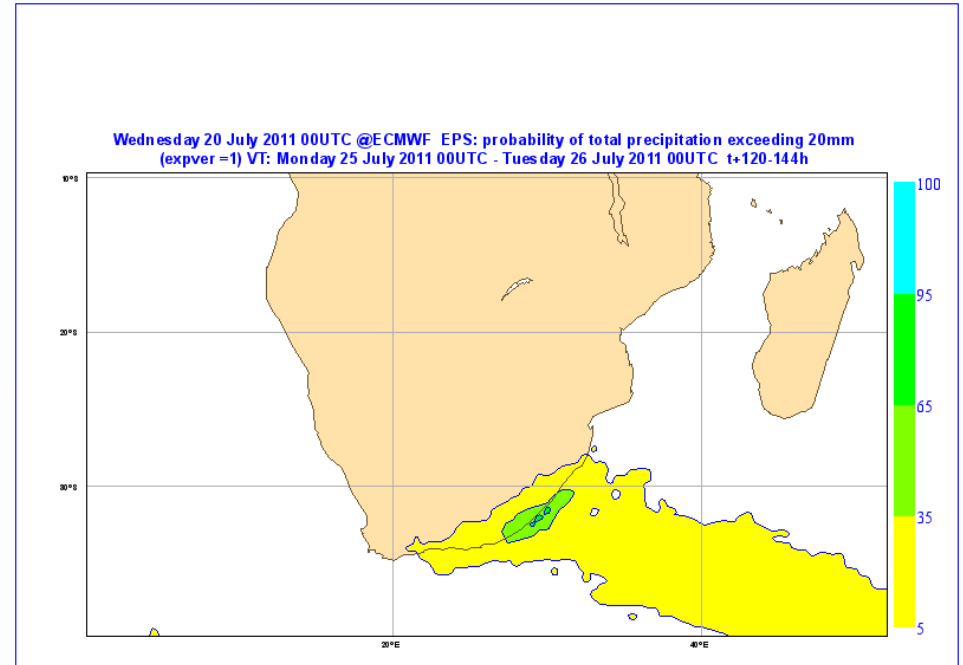 Wednesday 20 July 2011 00UTC @ECMWF EPS: probability of total precipitation exceeding 20mm
(expver =1) VT: Monday 25 July 2011 00UTC - Tuesday 26 July 2011 00UTC t+120-144h
10°S
100
95
20°S
65
30°S
35
5
20°E
40°E